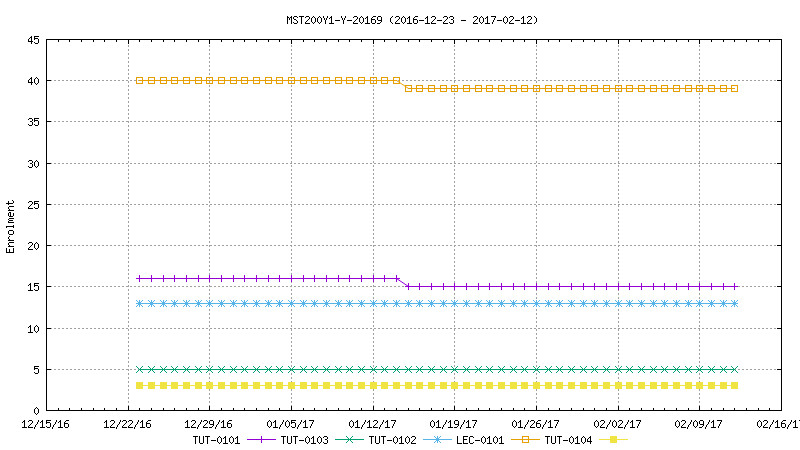 MST200Y1-Y-20169 (2016-12-23 - 2017-02-12)
45
40
35
30
25
20
15
10
5
0
Enrolment
12/15/16 12/22/16 12/29/16 01/05/17 01/12/17 01/19/17 01/26/17 02/02/17 02/09/17 02/16/1
TUT-0101 TUT-0103 TUT-0102 LEC-0101 TUT-0104